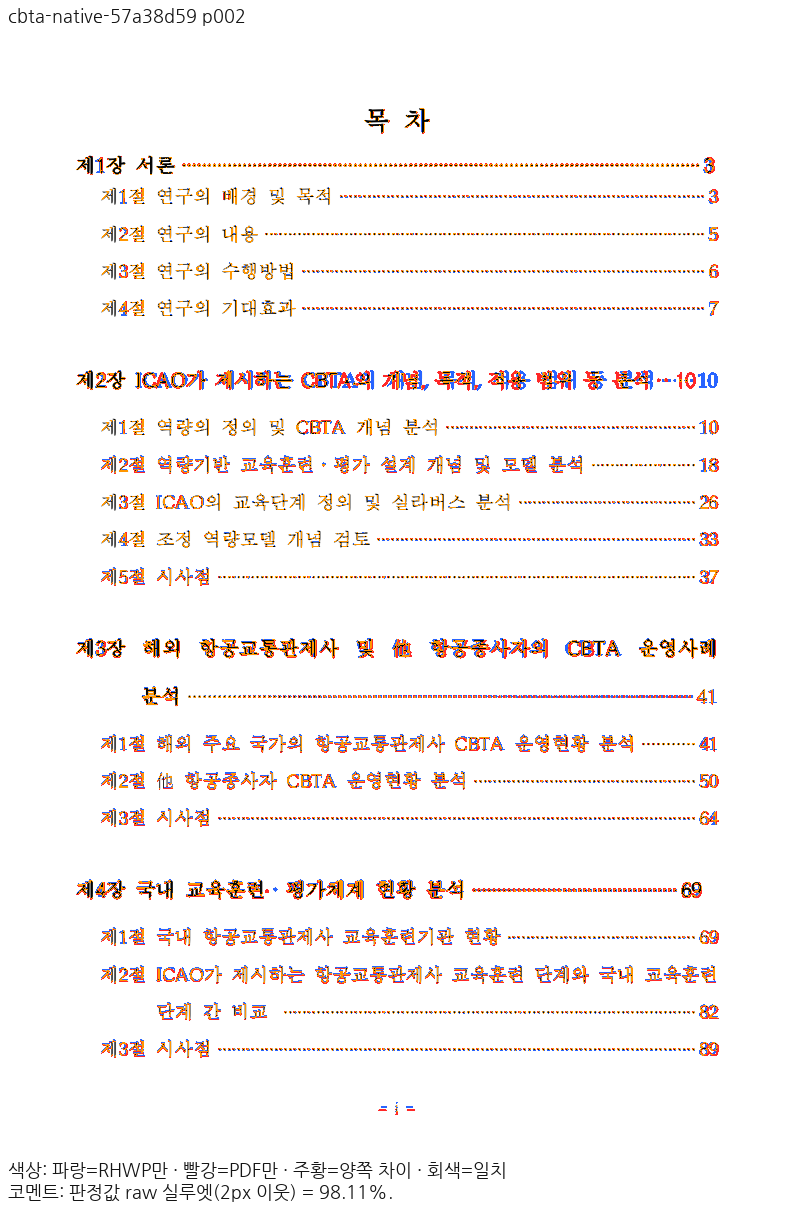 cbta-native-57a38d59 p002
목 차
제1장 서론 ························ 3
제1절 연구의 배경 및 목적 ························ 3
제2절 연구의 내용 ························ 5
제3절 연구의 수행방법 ························ 6
제4절 연구의 기대효과 ························ 7
제2장 ICAO가 제시하는 CBTA의 개념, 목적, 적용 범위 등 분석 ··· 10
제1절 역량의 정의 및 CBTA 개념 분석 ························ 10
제2절 역량기반 교육훈련·평가 설계 개념 및 모델 분석 ············ 18
제3절 ICAO의 교육단계 정의 및 실라버스 분석 ························ 26
제4절 조정 역량모델 개념 검토 ························ 33
제5절 시사점 ························ 37
제3장 해외 항공교통관제사 및 他 항공종사자의 CBTA 운영사례
분석 ························ 41
제1절 해외 주요 국가의 항공교통관제사 CBTA 운영현황 분석 ········· 41
제2절 他 항공종사자 CBTA 운영현황 분석 ························ 50
제3절 시사점 ························ 64
제4장 국내 교육훈련·평가체계 현황 분석 ························ 69
제1절 국내 항공교통관제사 교육훈련기관 현황 ························ 69
제2절 ICAO가 제시하는 항공교통관제사 교육훈련 단계와 국내 교육훈련
단계 간 비교 ························ 82
제3절 시사점 ························ 89
- i -
색상: 파랑=RHWP만 · 빨강=PDF만 · 주황=양쪽 차이 · 회색=일치
코멘트: 판정값 raw 실루엣(2px 이웃) = 98.11%.